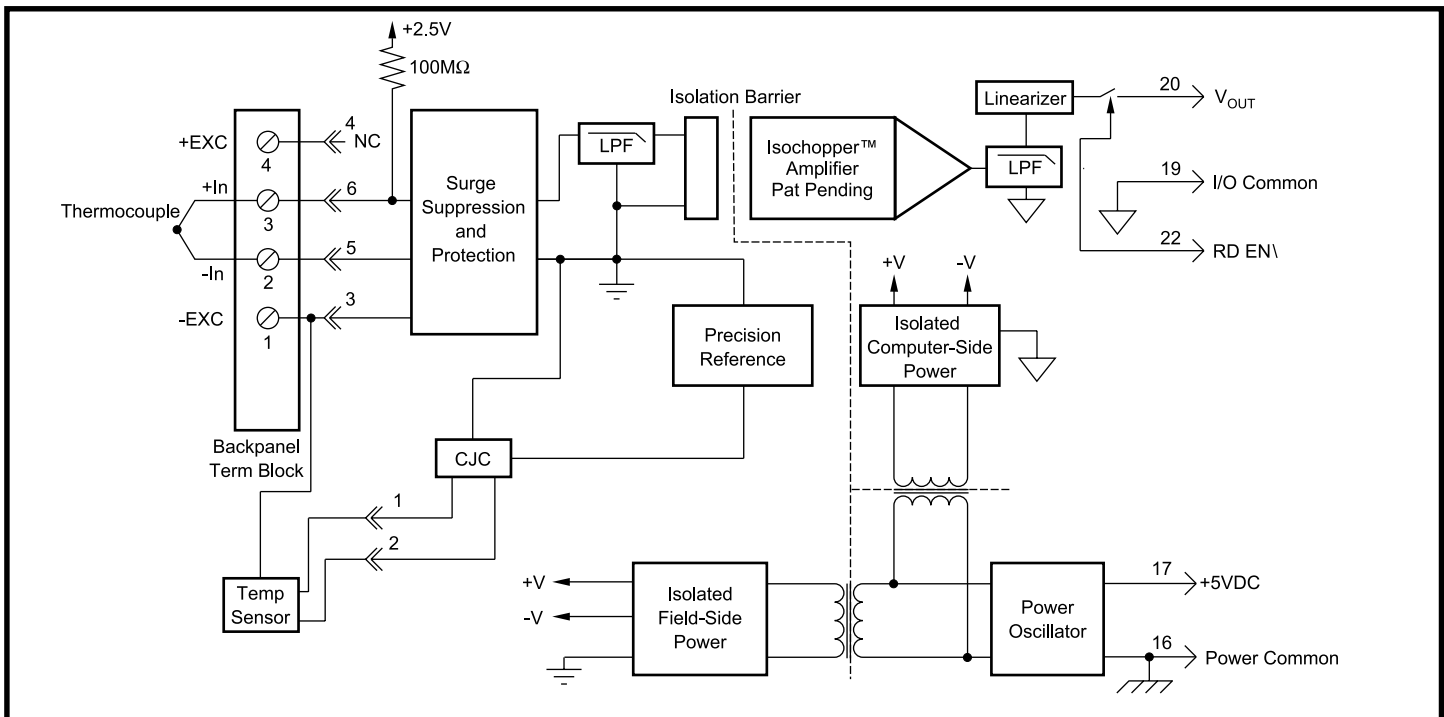 +2.5V
100MΩ
Isolation Barrier
Linearizer
20
VOUT
+EXC
4
4
NC
LPF
Isochopper™
Amplifier
Pat Pending
LPF
19
I/O Common
+In
6
3
Thermocouple
Surge
Suppression
and
Protection
-In
5
2
22
RD EN\
+V
-V
-EXC
3
1
Precision
Reference
Isolated
Computer-Side
Power
Backpanel
Term Block
CJC
1
2
Temp
Sensor
+V
-V
Isolated
Field-Side
Power
Power
Oscillator
17
+5VDC
16
Power Common